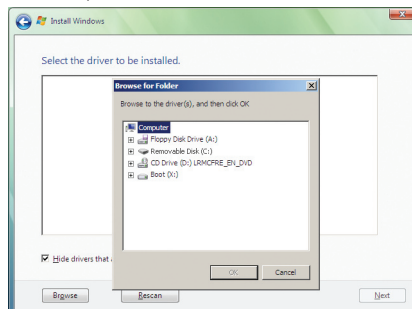 Install Windows
Select the driver to be installed.
Browse for Folder
Browse to the driver(s), and then click OK
Computer
Floppy Disk Drive (A:)
Removable Disk (C:)
CD Drive (D:) LRMCFRE_EN_DVD
Boot (X:)
OK
Cancel
Hide drivers that
Browse
Rescan
Next